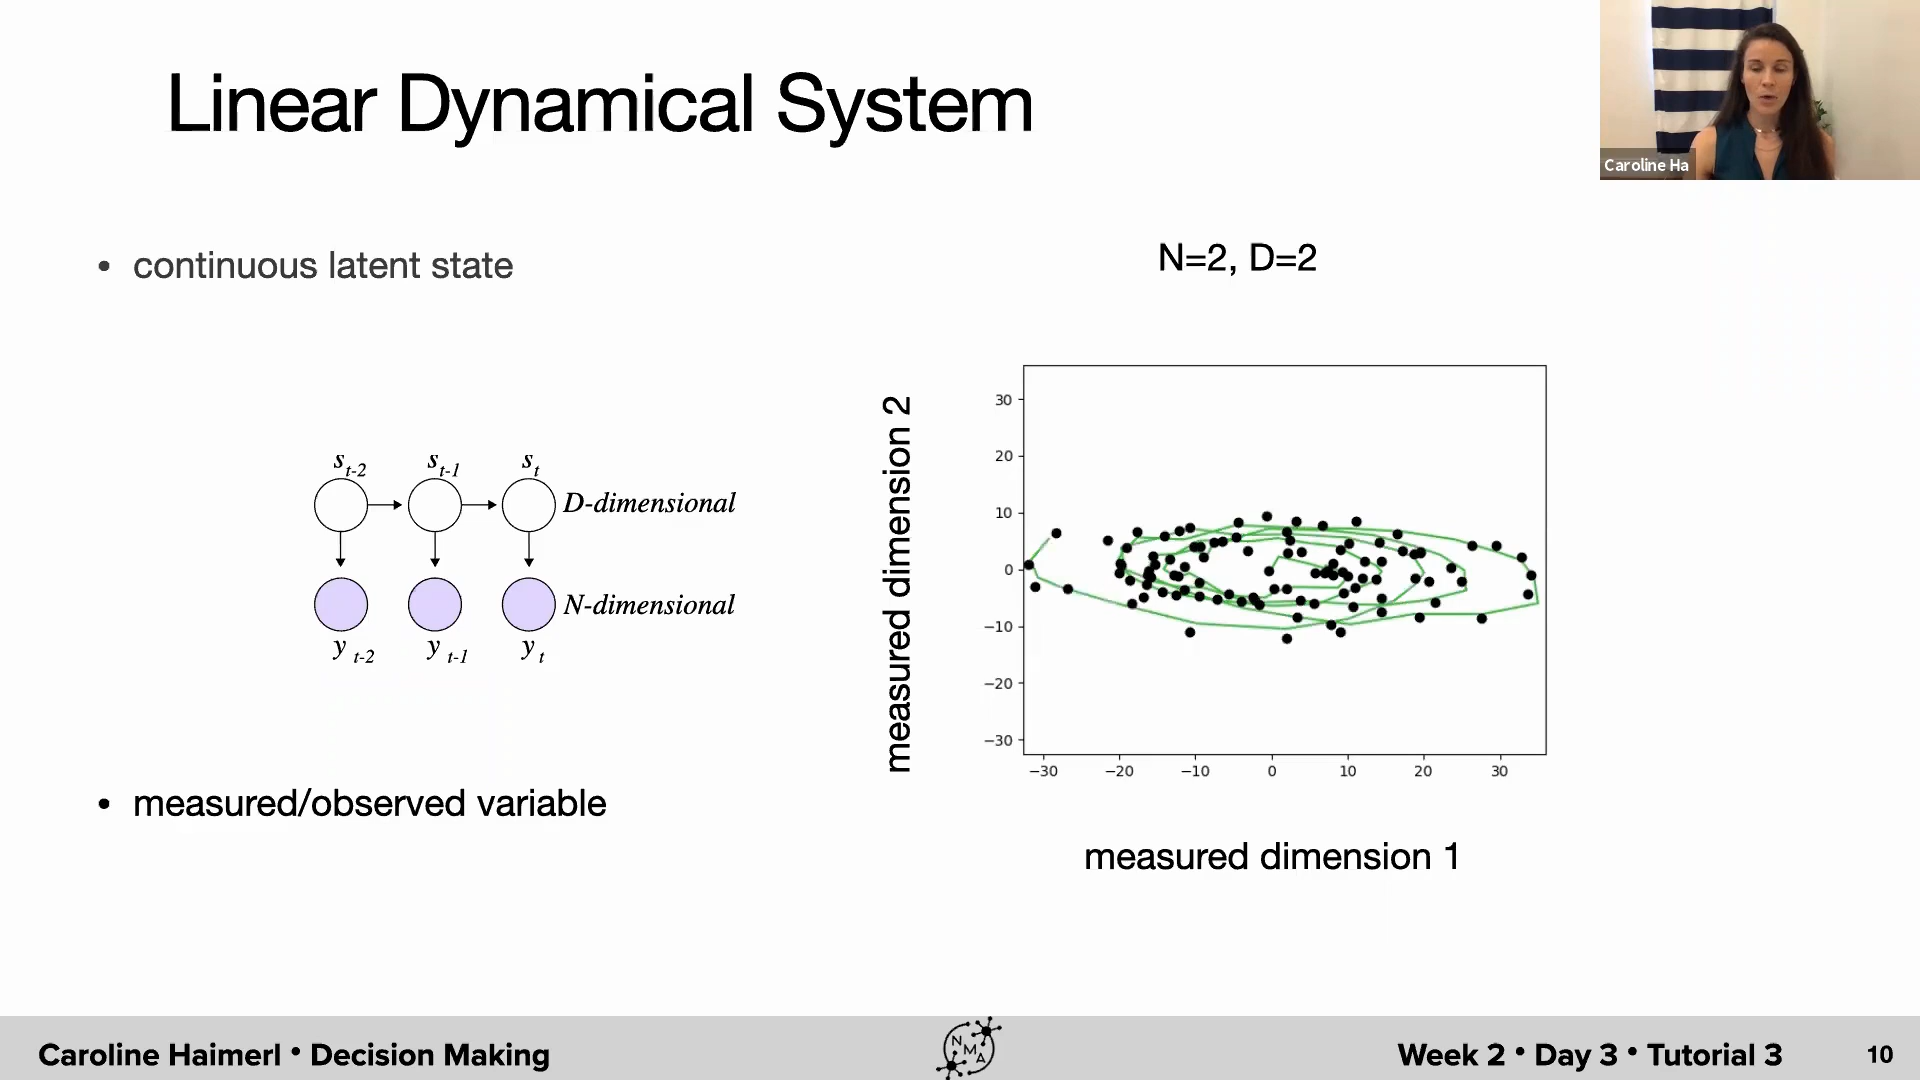 Linear Dynamical System
Caroline Ha
• continuous latent state
N=2, D=2
s t-2 s t-1 s t
D-dimensional
N-dimensional
y t-2 y t-1 y t
measured dimension 2
30
20
10
0
−10
−20
−30
−30 −20 −10 0 10 20 30
measured dimension 1
• measured/observed variable
Caroline Haimerl • Decision Making
N M A
Week 2 • Day 3 • Tutorial 3
10